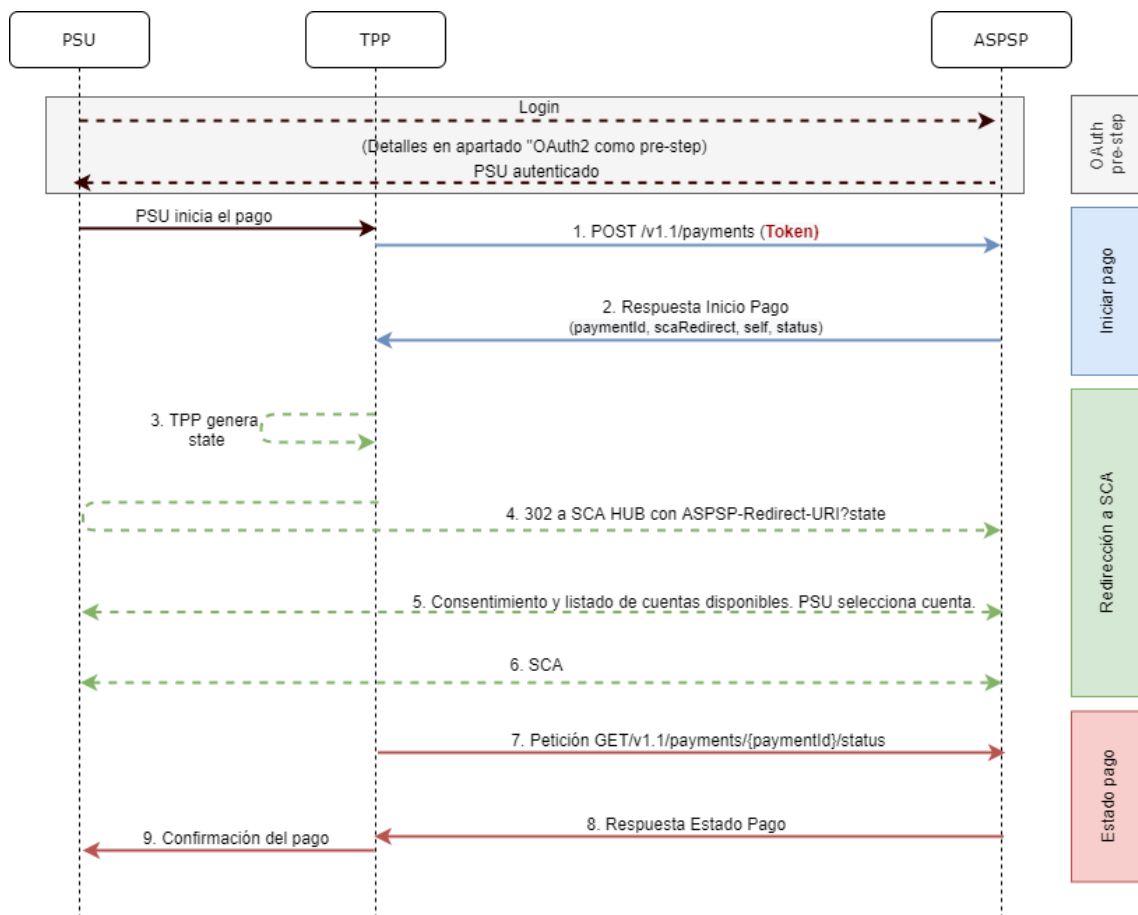 PSU
TPP
ASPSP
Login
(Detalles en apartado "OAuth2 como pre-step)
PSU autenticado
OAuth
pre-step
PSU inicia el pago
1. POST /v1.1/payments (Token)
2. Respuesta Inicio Pago
(paymentId, scaRedirect, self, status)
Iniciar pago
3. TPP genera
state
4. 302 a SCA HUB con ASPSP-Redirect-URI?state
5. Consentimiento y listado de cuentas disponibles. PSU selecciona cuenta.
6. SCA
Redirección a SCA
7. Petición GET/v1.1/payments/{paymentId}/status
8. Respuesta Estado Pago
9. Confirmación del pago
Estado pago